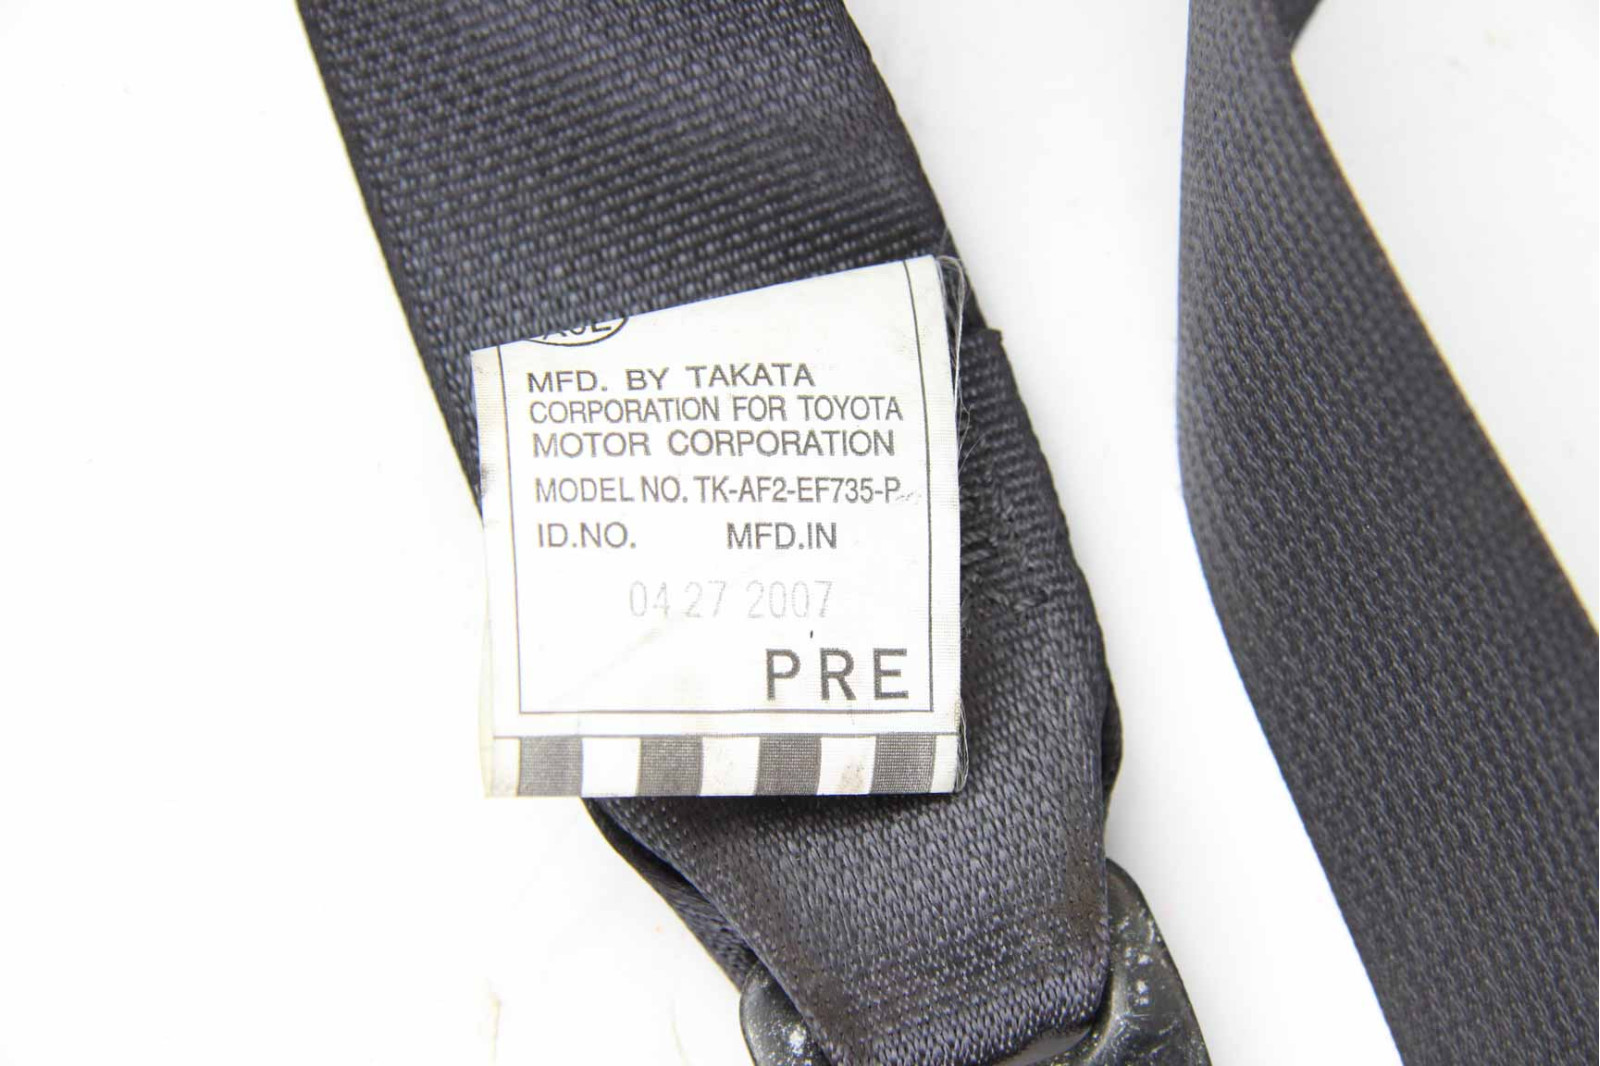 MFD. BY TAKATA
CORPORATION FOR TOYOTA
MOTOR CORPORATION
MODEL NO. TK-AF2-EF735-P
ID.NO. MFD.IN
04 27 2007
PRE